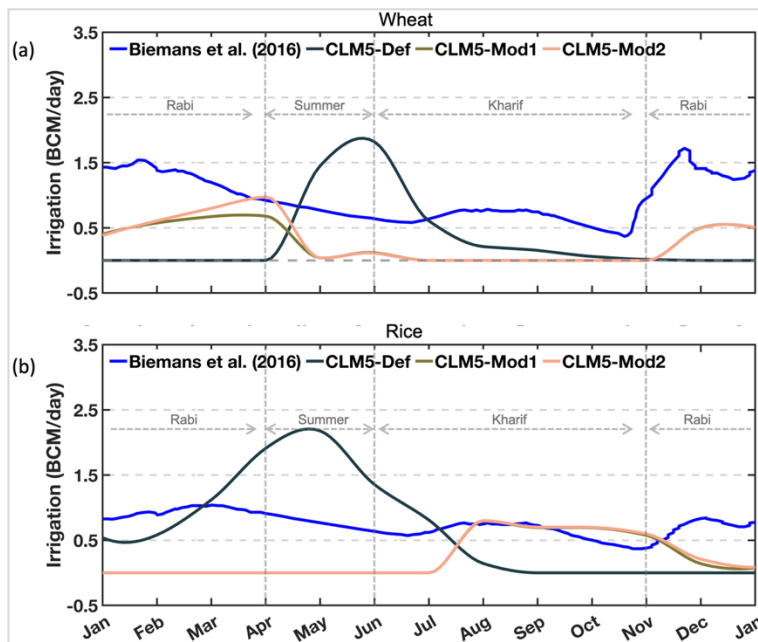 Wheat
(a)
3.5
Biemans et al. (2016) CLM5-Def CLM5-Mod1 CLM5-Mod2
2.5
Rabi Summer Kharif Rabi
1.5
0.5
-0.5
Irrigation (BCM/day)
Rice
(b)
3.5
Biemans et al. (2016) CLM5-Def CLM5-Mod1 CLM5-Mod2
2.5
Rabi Summer Kharif Rabi
1.5
0.5
-0.5
Irrigation (BCM/day)
Jan Feb Mar Apr May Jun Jul Aug Sep Oct Nov Dec Jan